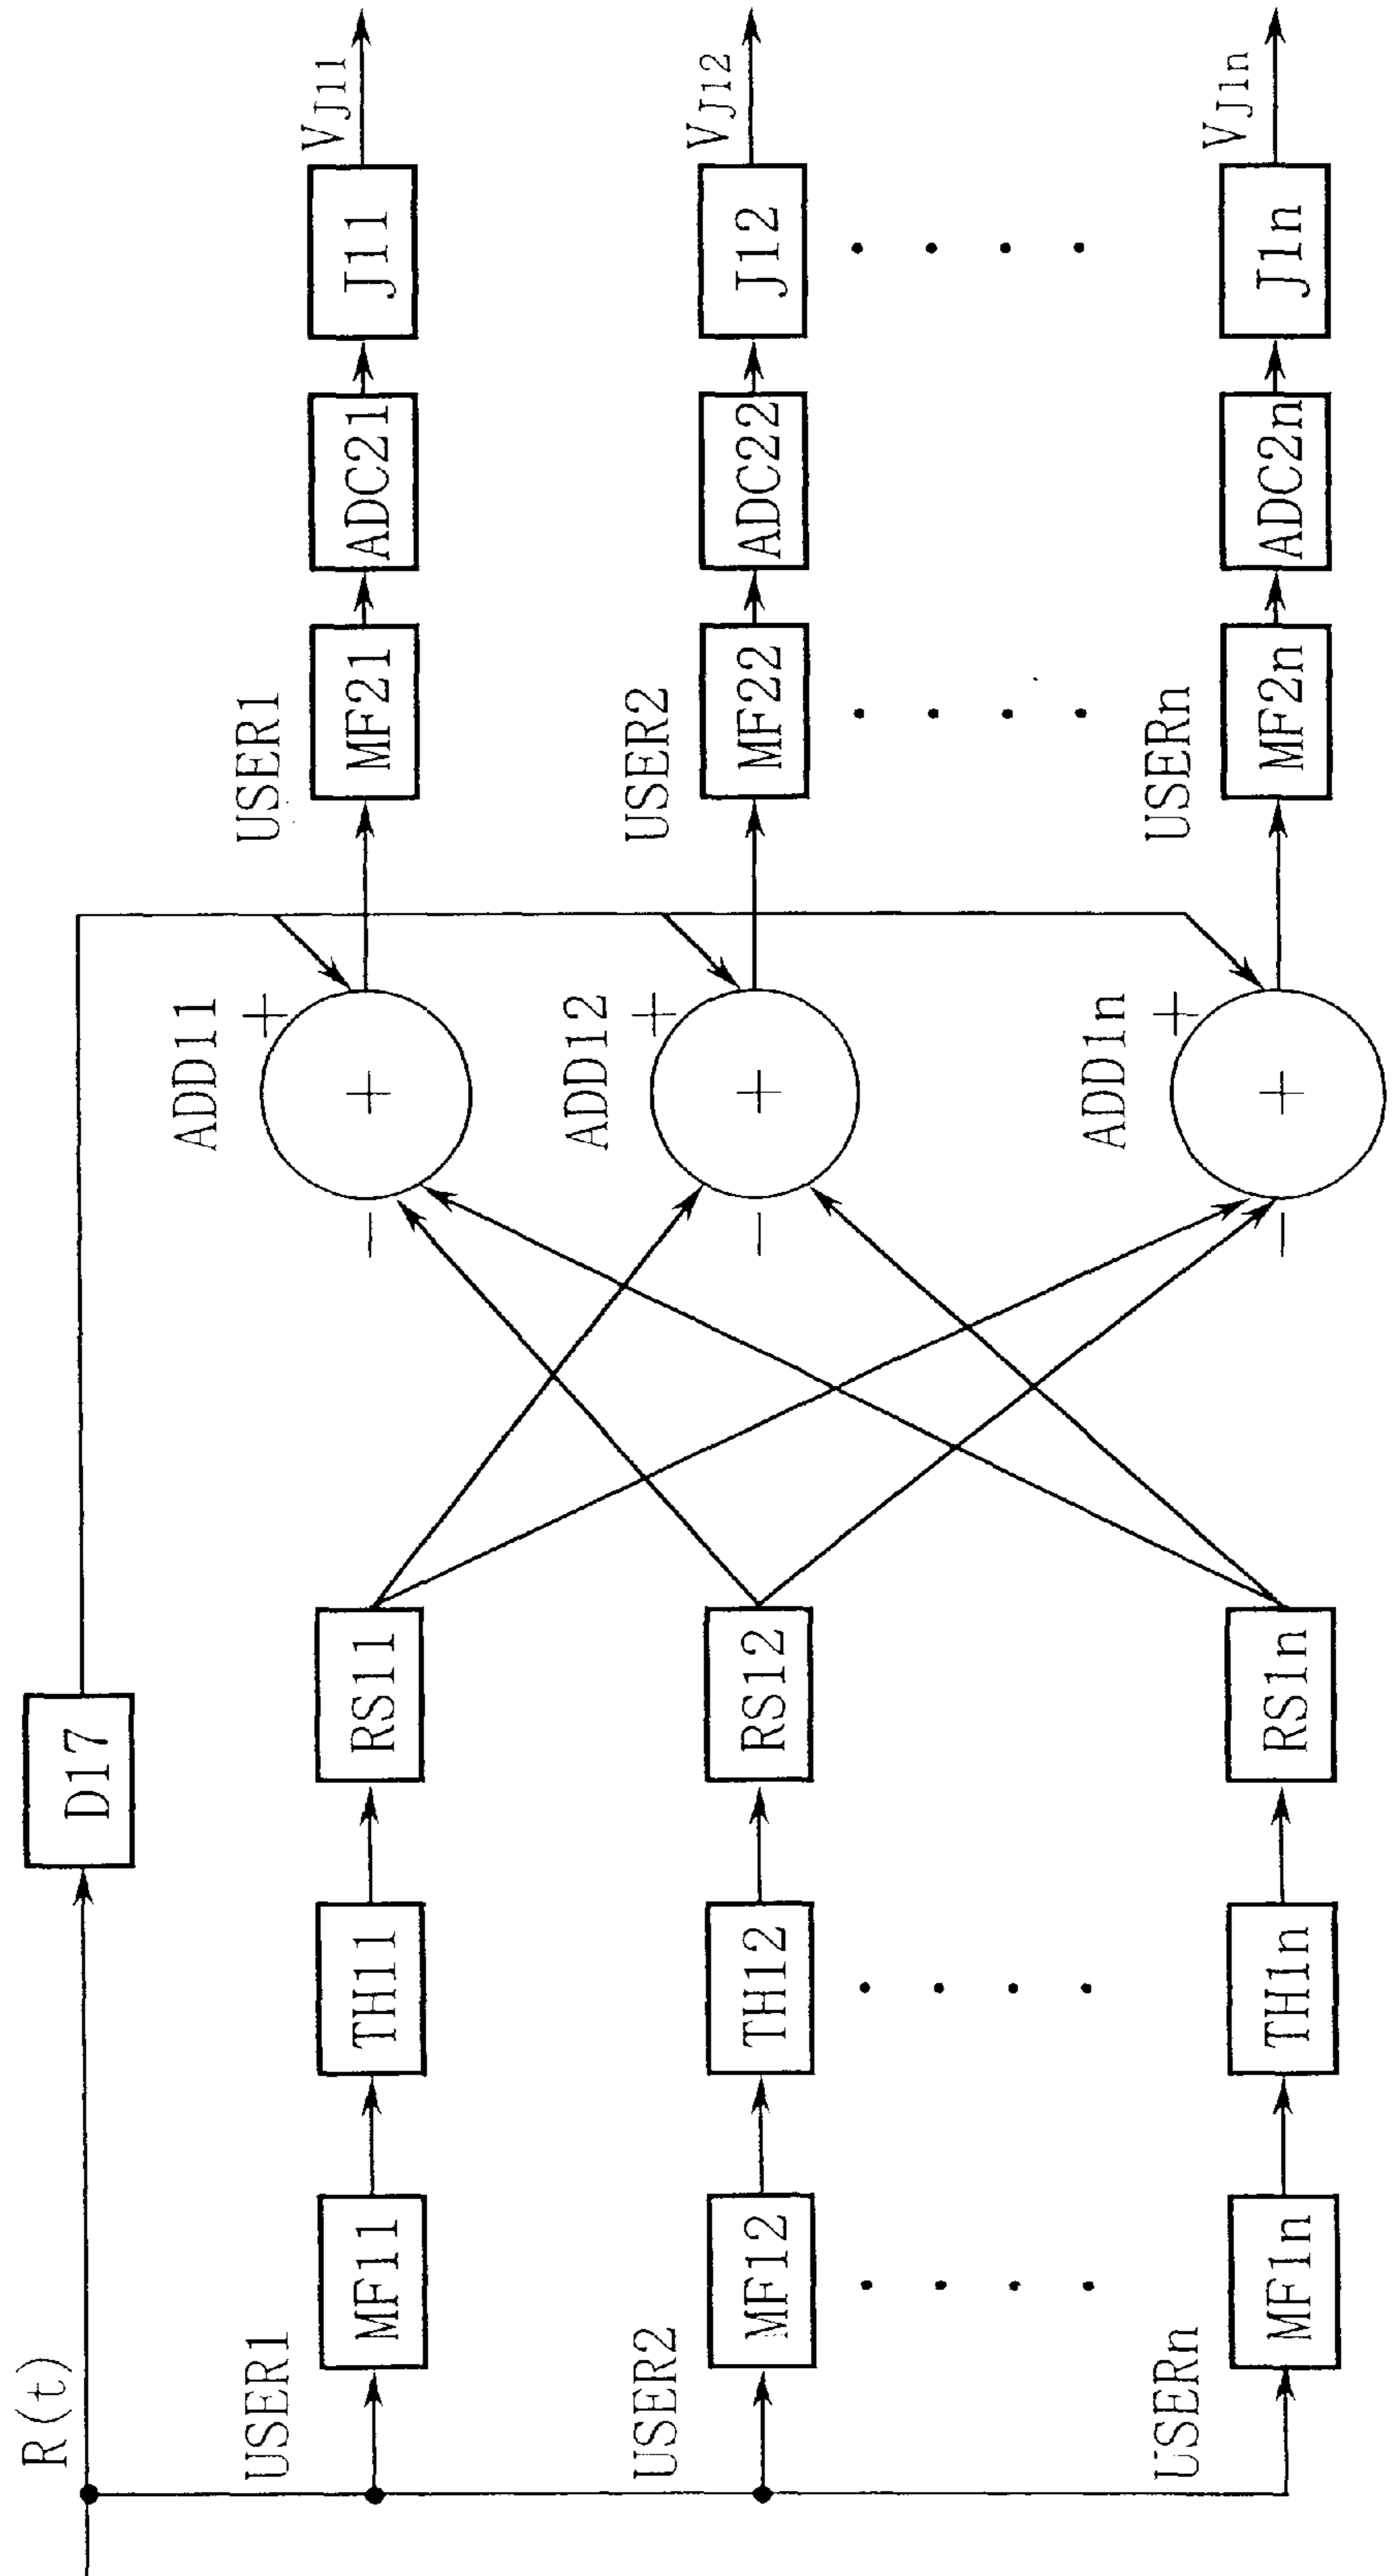 R(t)
D17
USER1
MF11
TH11
RS11
ADD11
+
+
−
USER1
MF21
ADC21
J11
VJ11
USER2
MF12
TH12
RS12
ADD12
+
+
−
USER2
MF22
ADC22
J12
VJ12
USERn
MF1n
TH1n
RS1n
ADD1n
+
+
−
USERn
MF2n
ADC2n
J1n
VJ1n